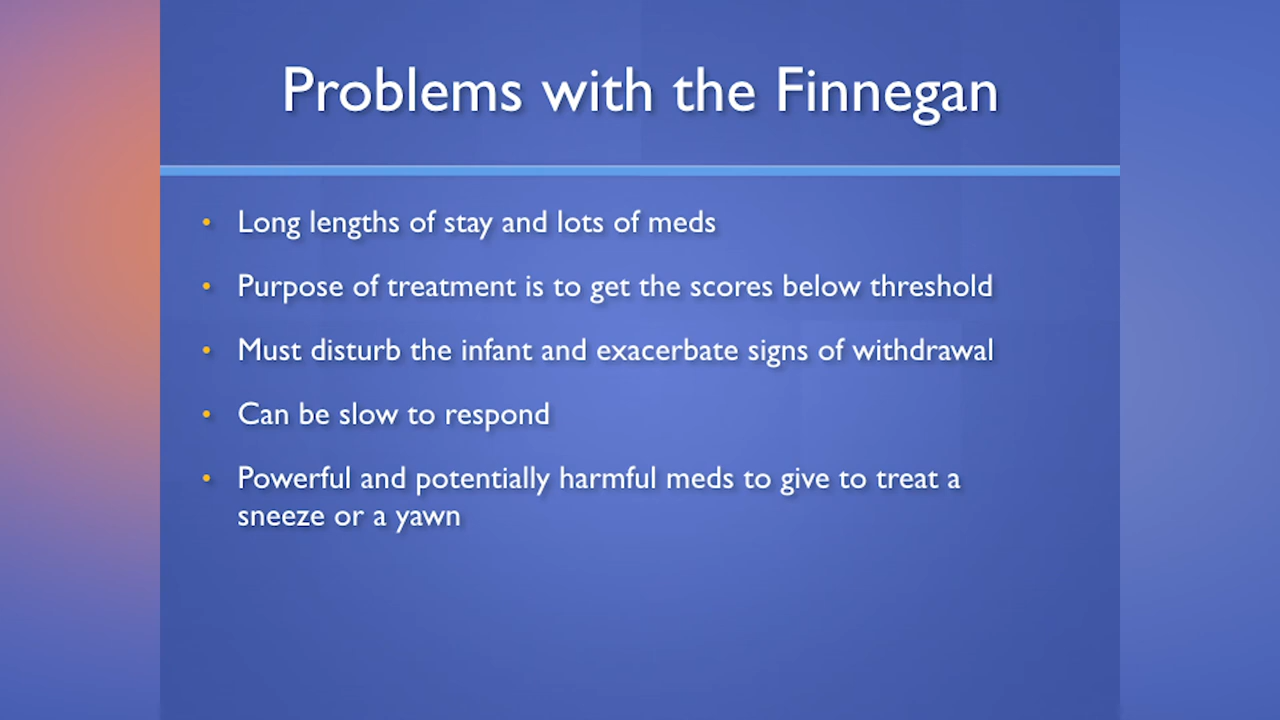 Problems with the Finnegan
• Long lengths of stay and lots of meds
• Purpose of treatment is to get the scores below threshold
• Must disturb the infant and exacerbate signs of withdrawal
• Can be slow to respond
• Powerful and potentially harmful meds to give to treat a
sneeze or a yawn